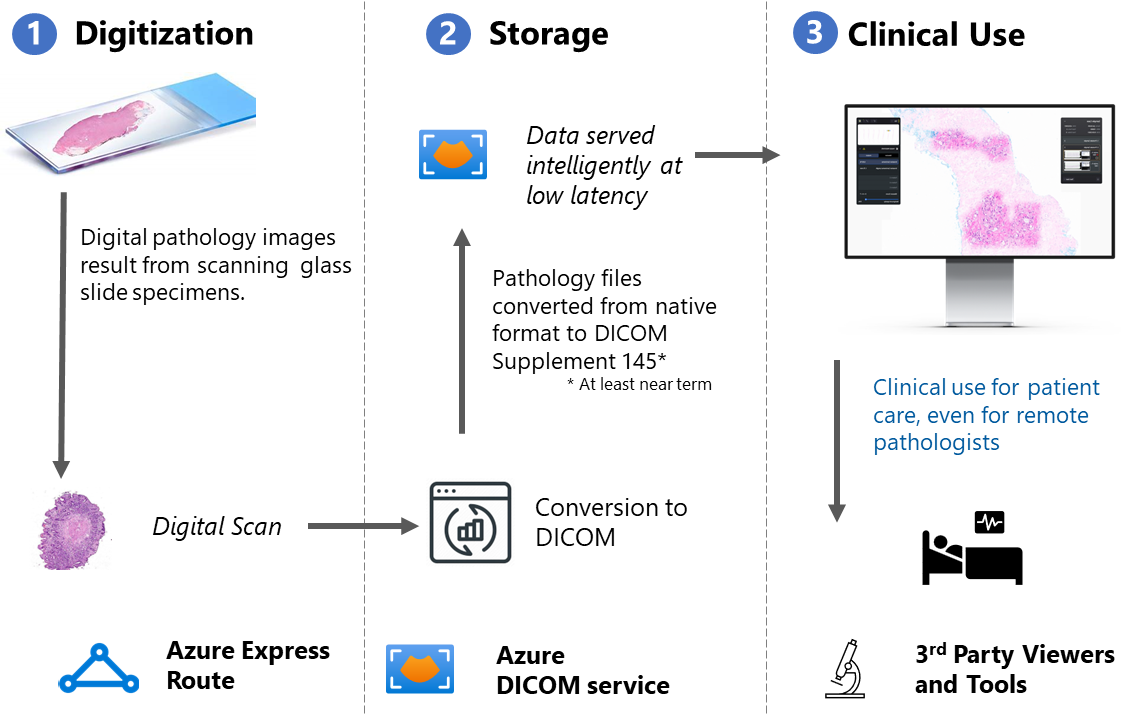 1 Digitization
Digital pathology images
result from scanning glass
slide specimens.
Digital Scan
Azure Express
Route
2 Storage
Data served
intelligently at
low latency
Pathology files
converted from native
format to DICOM
Supplement 145*
* At least near term
Conversion to
DICOM
Azure
DICOM service
3 Clinical Use
Clinical use for patient
care, even for remote
pathologists
3rd Party Viewers
and Tools